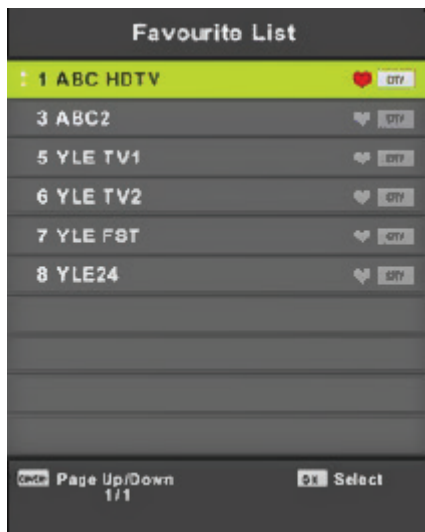 Favourite List
1 ABC HDTV DTV
3 ABC2 DTV
5 YLE TV1 DTV
6 YLE TV2 DTV
7 YLE FST DTV
8 YLE24
Page Up/Down OK Select
1/1